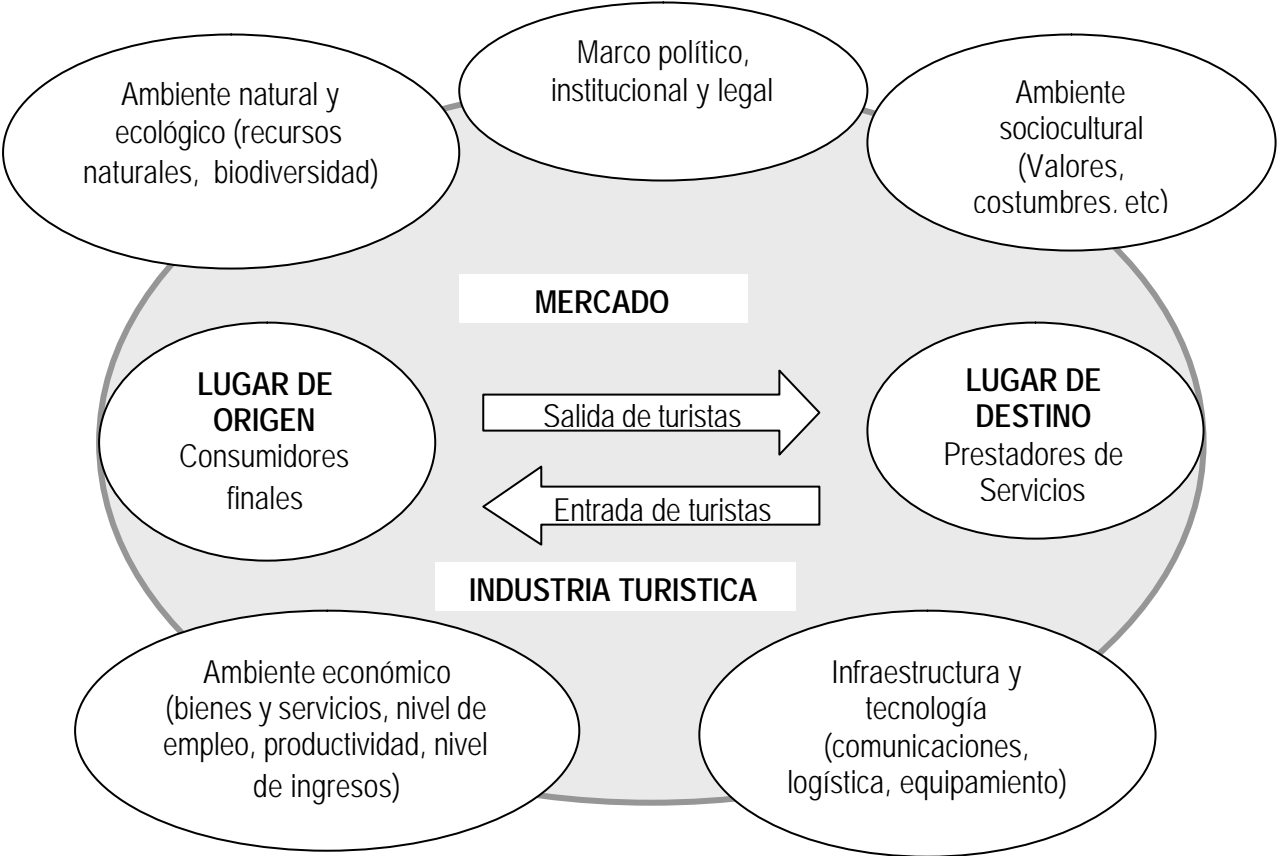 Marco político,
institucional y legal
Ambiente natural y
ecológico (recursos
naturales, biodiversidad)
Ambiente
sociocultural
(Valores,
costumbres, etc)
MERCADO
LUGAR DE
ORIGEN
Consumidores
finales
Salida de turistas
Entrada de turistas
LUGAR DE
DESTINO
Prestadores de
Servicios
INDUSTRIA TURISTICA
Ambiente económico
(bienes y servicios, nivel de
empleo, productividad, nivel
de ingresos)
Infraestructura y
tecnología
(comunicaciones,
logística, equipamiento)